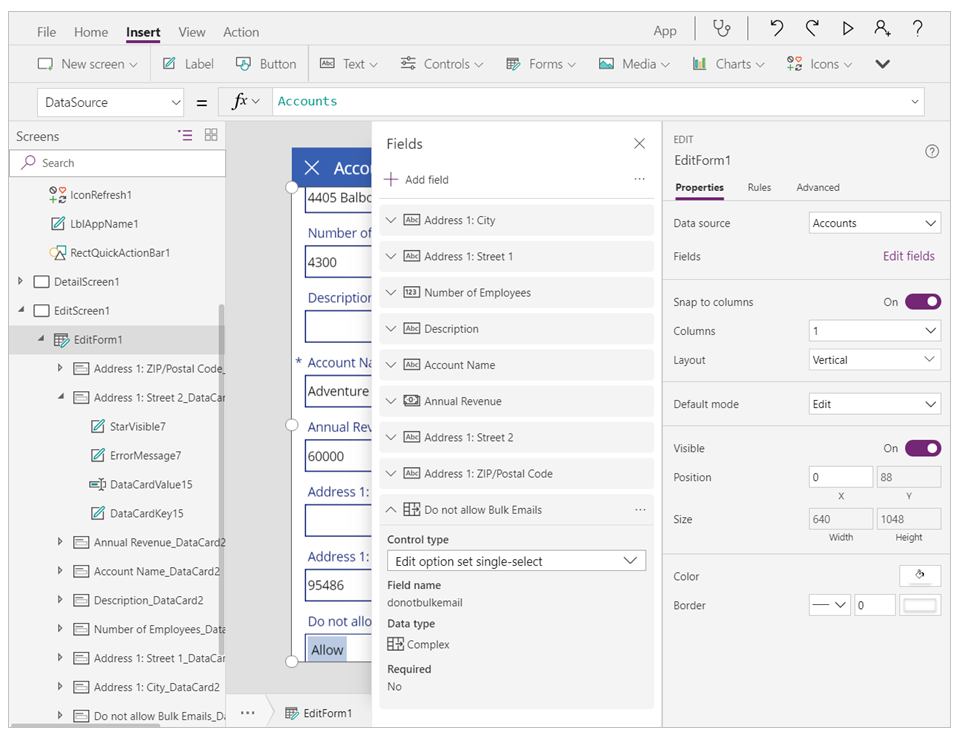 File Home Insert View Action App
New screen Label Button Text Controls Forms Media Charts Icons
DataSource = fx Accounts
Screens
Search
IconRefresh1
LblAppName1
RectQuickActionBar1
DetailScreen1
EditScreen1
EditForm1
Address 1: ZIP/Postal Code_
Address 1: Street 2_DataCar
StarVisible7
ErrorMessage7
DataCardValue15
DataCardKey15
Annual Revenue_DataCard2
Account Name_DataCard2
Description_DataCard2
Number of Employees_Data
Address 1: Street 1_DataCar
Address 1: City_DataCard2
Do not allow Bulk Emails_Da
Accou
4405 Balbo
Number of
4300
Description
* Account Na
Adventure
Annual Rev
60000
Address 1:
Address 1:
95486
Do not allo
Allow
... EditForm1
Fields
Add field ...
Abc Address 1: City
Abc Address 1: Street 1
123 Number of Employees
Abc Description
Abc Account Name
Annual Revenue
Abc Address 1: Street 2
Abc Address 1: ZIP/Postal Code
Do not allow Bulk Emails ...
Control type
Edit option set single-select
Field name
donotbulkemail
Data type
Complex
Required
No
EDIT
EditForm1
Properties Rules Advanced
Data source Accounts
Fields Edit fields
Snap to columns On
Columns 1
Layout Vertical
Default mode Edit
Visible On
Position 0 88
X Y
Size 640 1048
Width Height
Color
Border 0